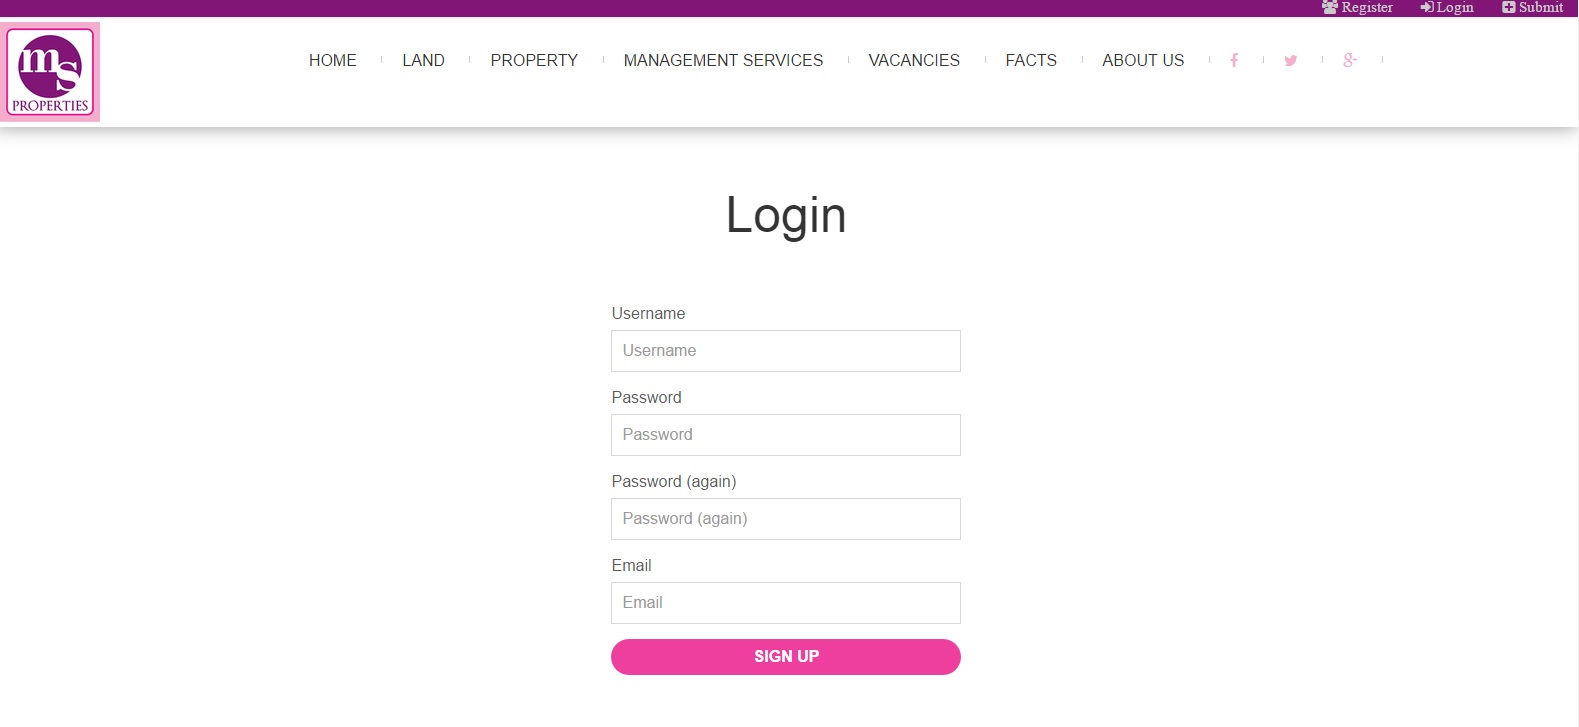 Register Login Submit
ms
PROPERTIES
HOME LAND PROPERTY MANAGEMENT SERVICES VACANCIES FACTS ABOUT US
Login
Username
Username
Password
Password
Password (again)
Password (again)
Email
Email
SIGN UP